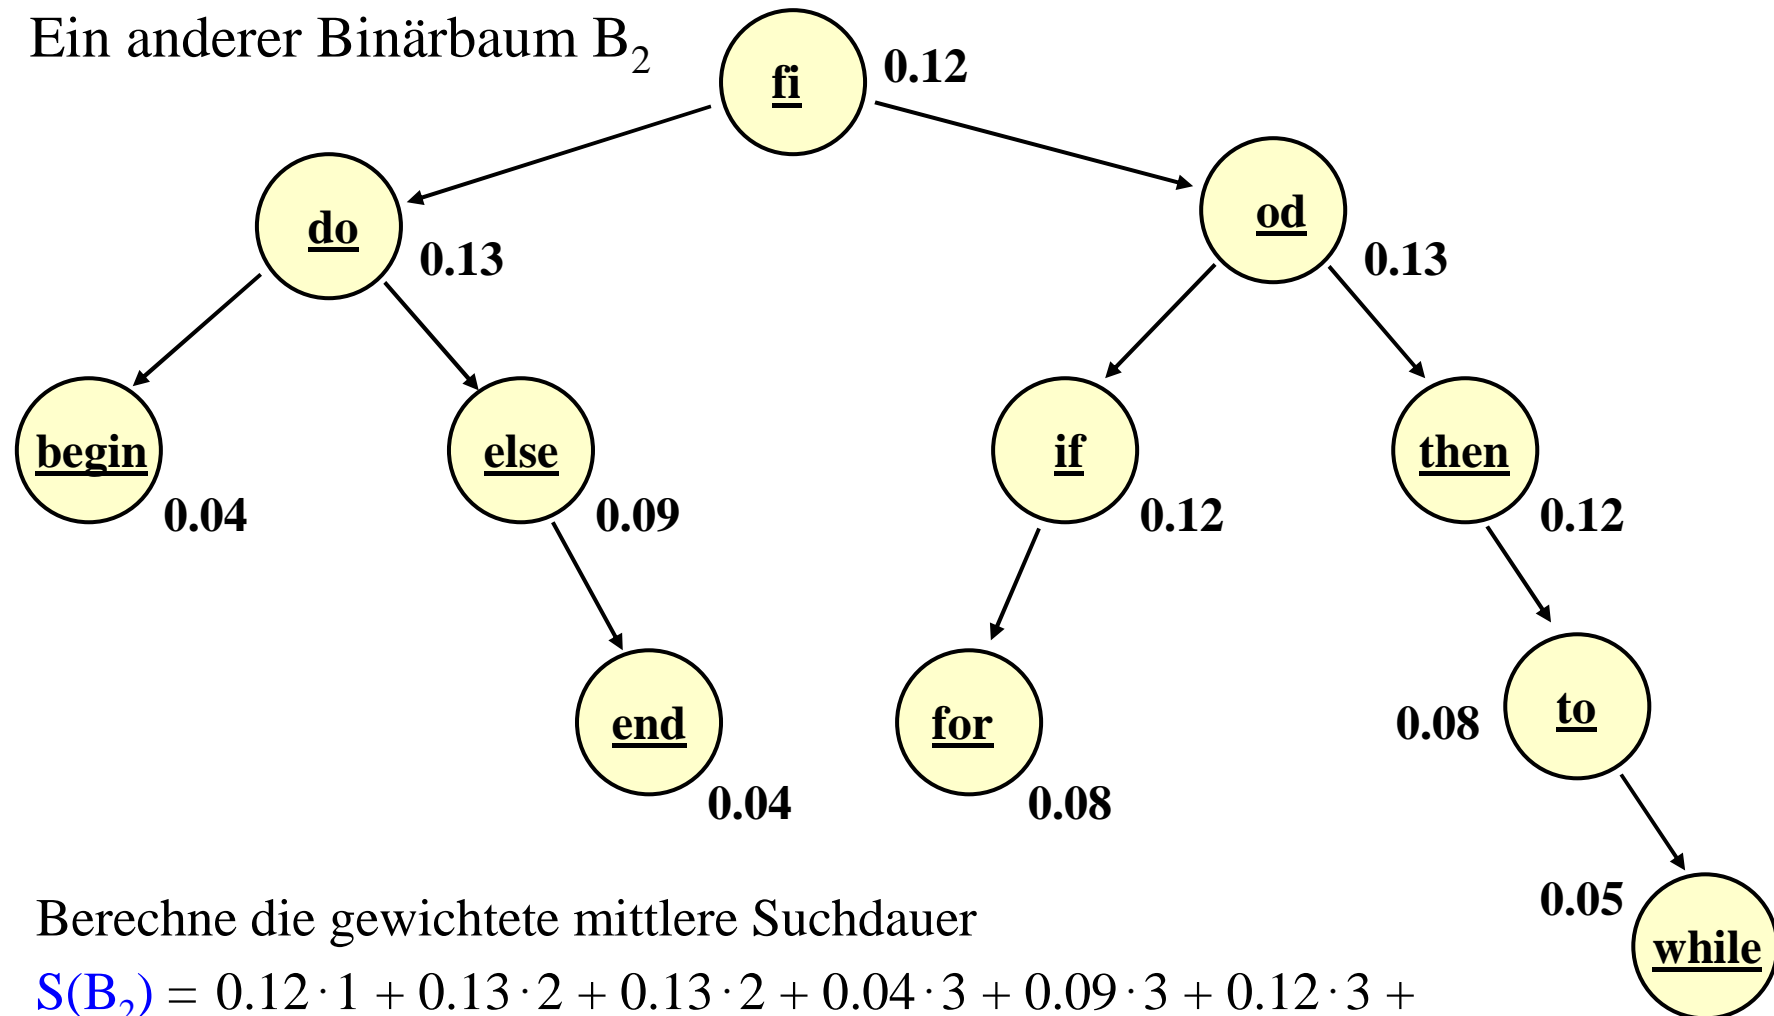 Ein anderer Binärbaum B₂
fi 0.12
do 0.13
od 0.13
begin 0.04
else 0.09
if 0.12
then 0.12
end 0.04
for 0.08
0.08 to
0.05 while
Berechne die gewichtete mittlere Suchdauer
S(B₂) = 0.12·1 + 0.13·2 + 0.13·2 + 0.04·3 + 0.09·3 + 0.12·3 +